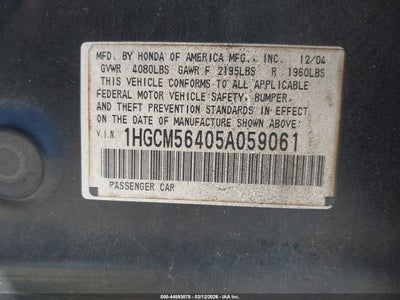 MFD. BY HONDA OF AMERICA MFG., INC. 12/04
GVWR 4080LBS GAWR F 2195LBS R 1960LBS
THIS VEHICLE CONFORMS TO ALL APPLICABLE
FEDERAL MOTOR VEHICLE SAFETY, BUMPER,
AND THEFT PREVENTION STANDARDS IN EFFECT
ON THE DATE OF MANUFACTURE SHOWN ABOVE.
V.I.N. 1HGCM56405A059061
PASSENGER CAR
000-44593078 - 03/12/2026 - IAA Inc.